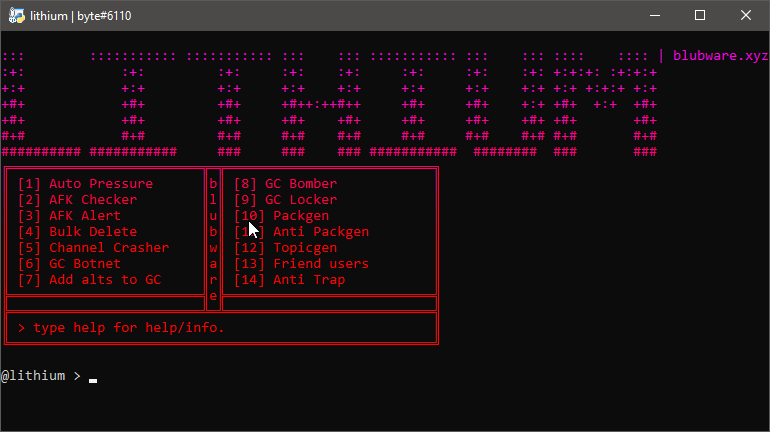 lithium | byte#6110
| blubware.xyz
[1] Auto Pressure
[2] AFK Checker
[3] AFK Alert
[4] Bulk Delete
[5] Channel Crasher
[6] GC Botnet
[7] Add alts to GC
blubware
[8] GC Bomber
[9] GC Locker
[10] Packgen
[11] Anti Packgen
[12] Topicgen
[13] Friend users
[14] Anti Trap
> type help for help/info.
@lithium >